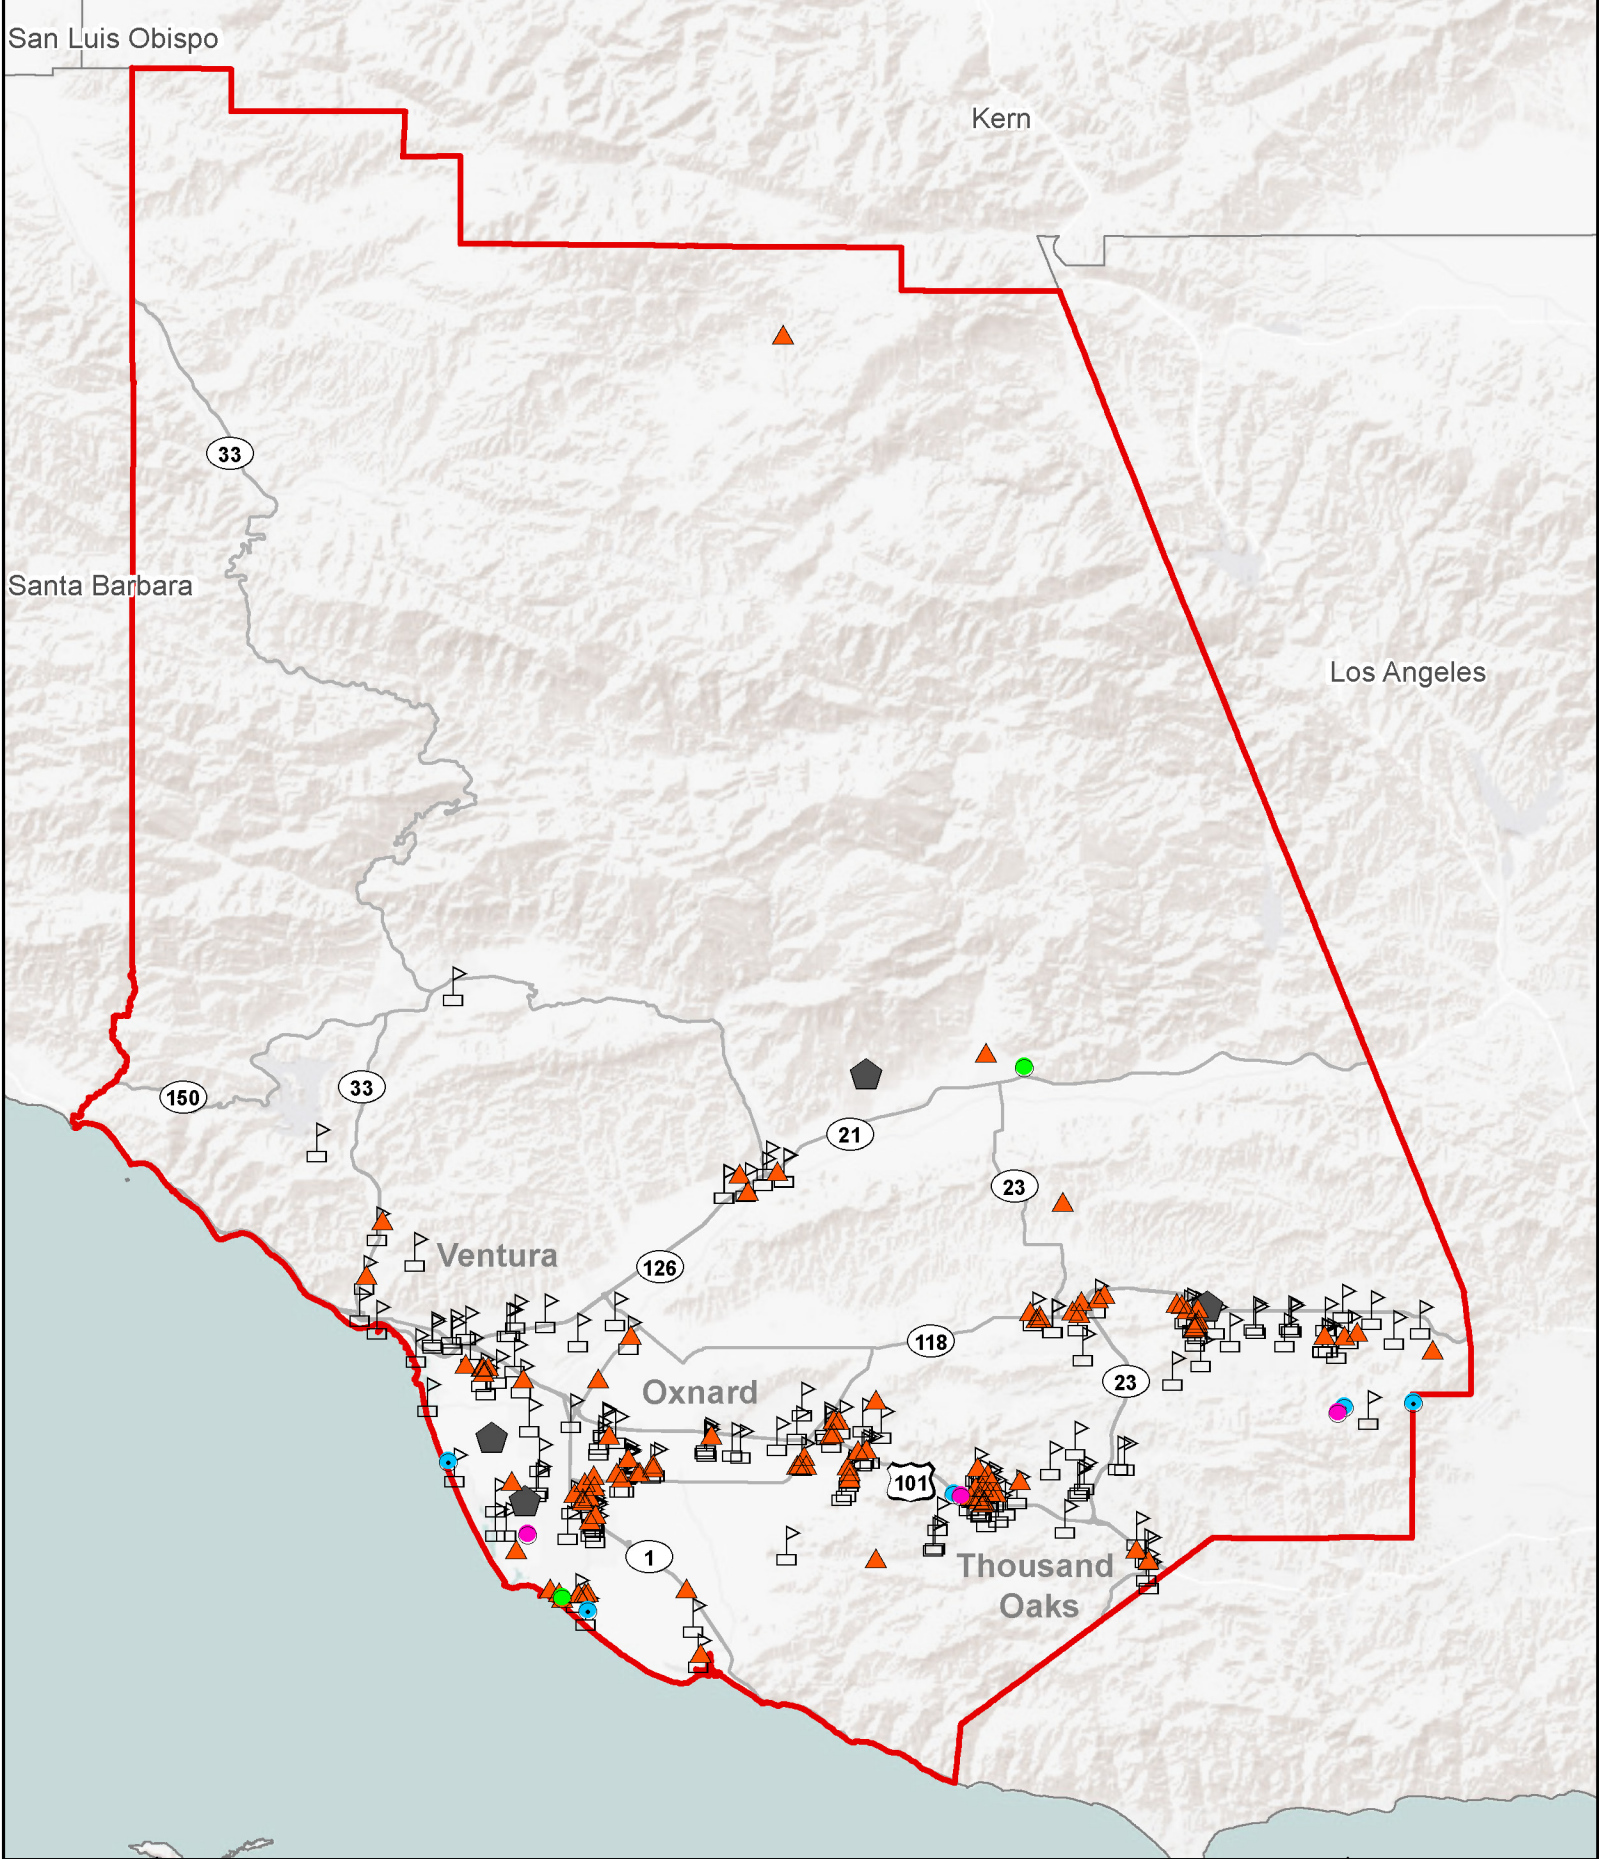 San Luis Obispo
Kern
33
Santa Barbara
Los Angeles
150
33
21
23
Ventura
126
118
Oxnard
23
101
1
Thousand
Oaks